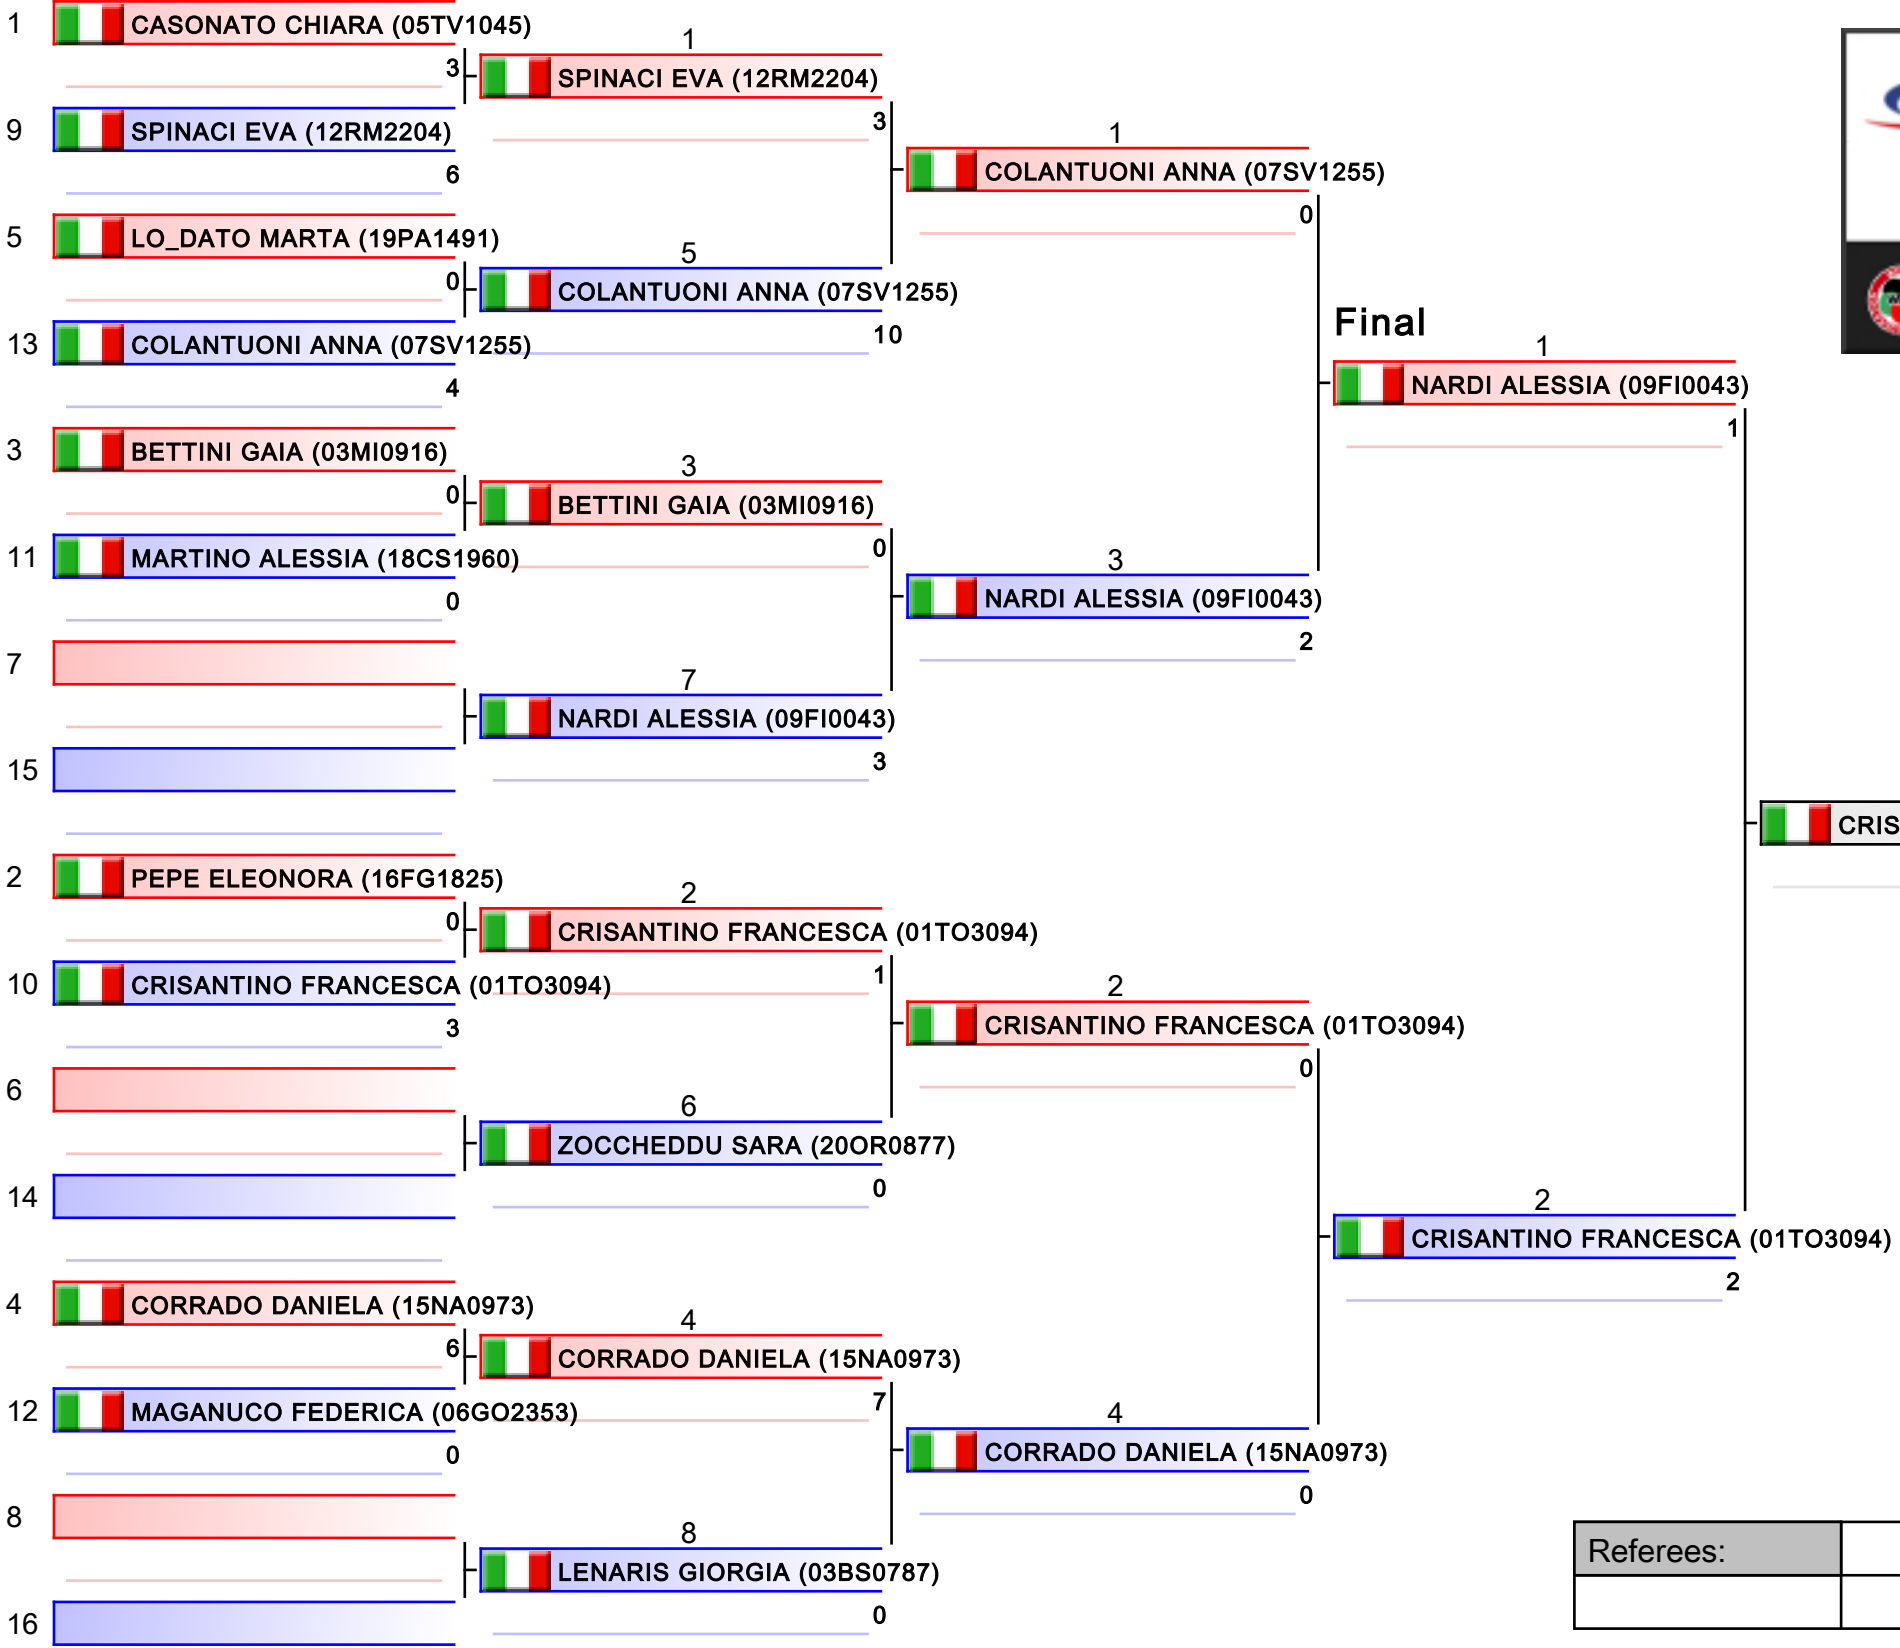 1
CASONATO CHIARA (05TV1045)
3
9
SPINACI EVA (12RM2204)
6
5
LO_DATO MARTA (19PA1491)
0
13
COLANTUONI ANNA (07SV1255)
4
3
BETTINI GAIA (03MI0916)
0
11
MARTINO ALESSIA (18CS1960)
0
7
15
2
PEPE ELEONORA (16FG1825)
0
10
CRISANTINO FRANCESCA (01TO3094)
3
6
14
4
CORRADO DANIELA (15NA0973)
6
12
MAGANUCO FEDERICA (06GO2353)
0
8
16
1
SPINACI EVA (12RM2204)
3
5
COLANTUONI ANNA (07SV1255)
10
3
BETTINI GAIA (03MI0916)
0
7
NARDI ALESSIA (09FI0043)
3
2
CRISANTINO FRANCESCA (01TO3094)
1
6
ZOCCHEDDU SARA (20OR0877)
0
4
CORRADO DANIELA (15NA0973)
7
8
LENARIS GIORGIA (03BS0787)
0
1
COLANTUONI ANNA (07SV1255)
0
3
NARDI ALESSIA (09FI0043)
2
2
CRISANTINO FRANCESCA (01TO3094)
0
4
CORRADO DANIELA (15NA0973)
0
Final
1
NARDI ALESSIA (09FI0043)
1
2
CRISANTINO FRANCESCA (01TO3094)
2
CRIS
Referees: